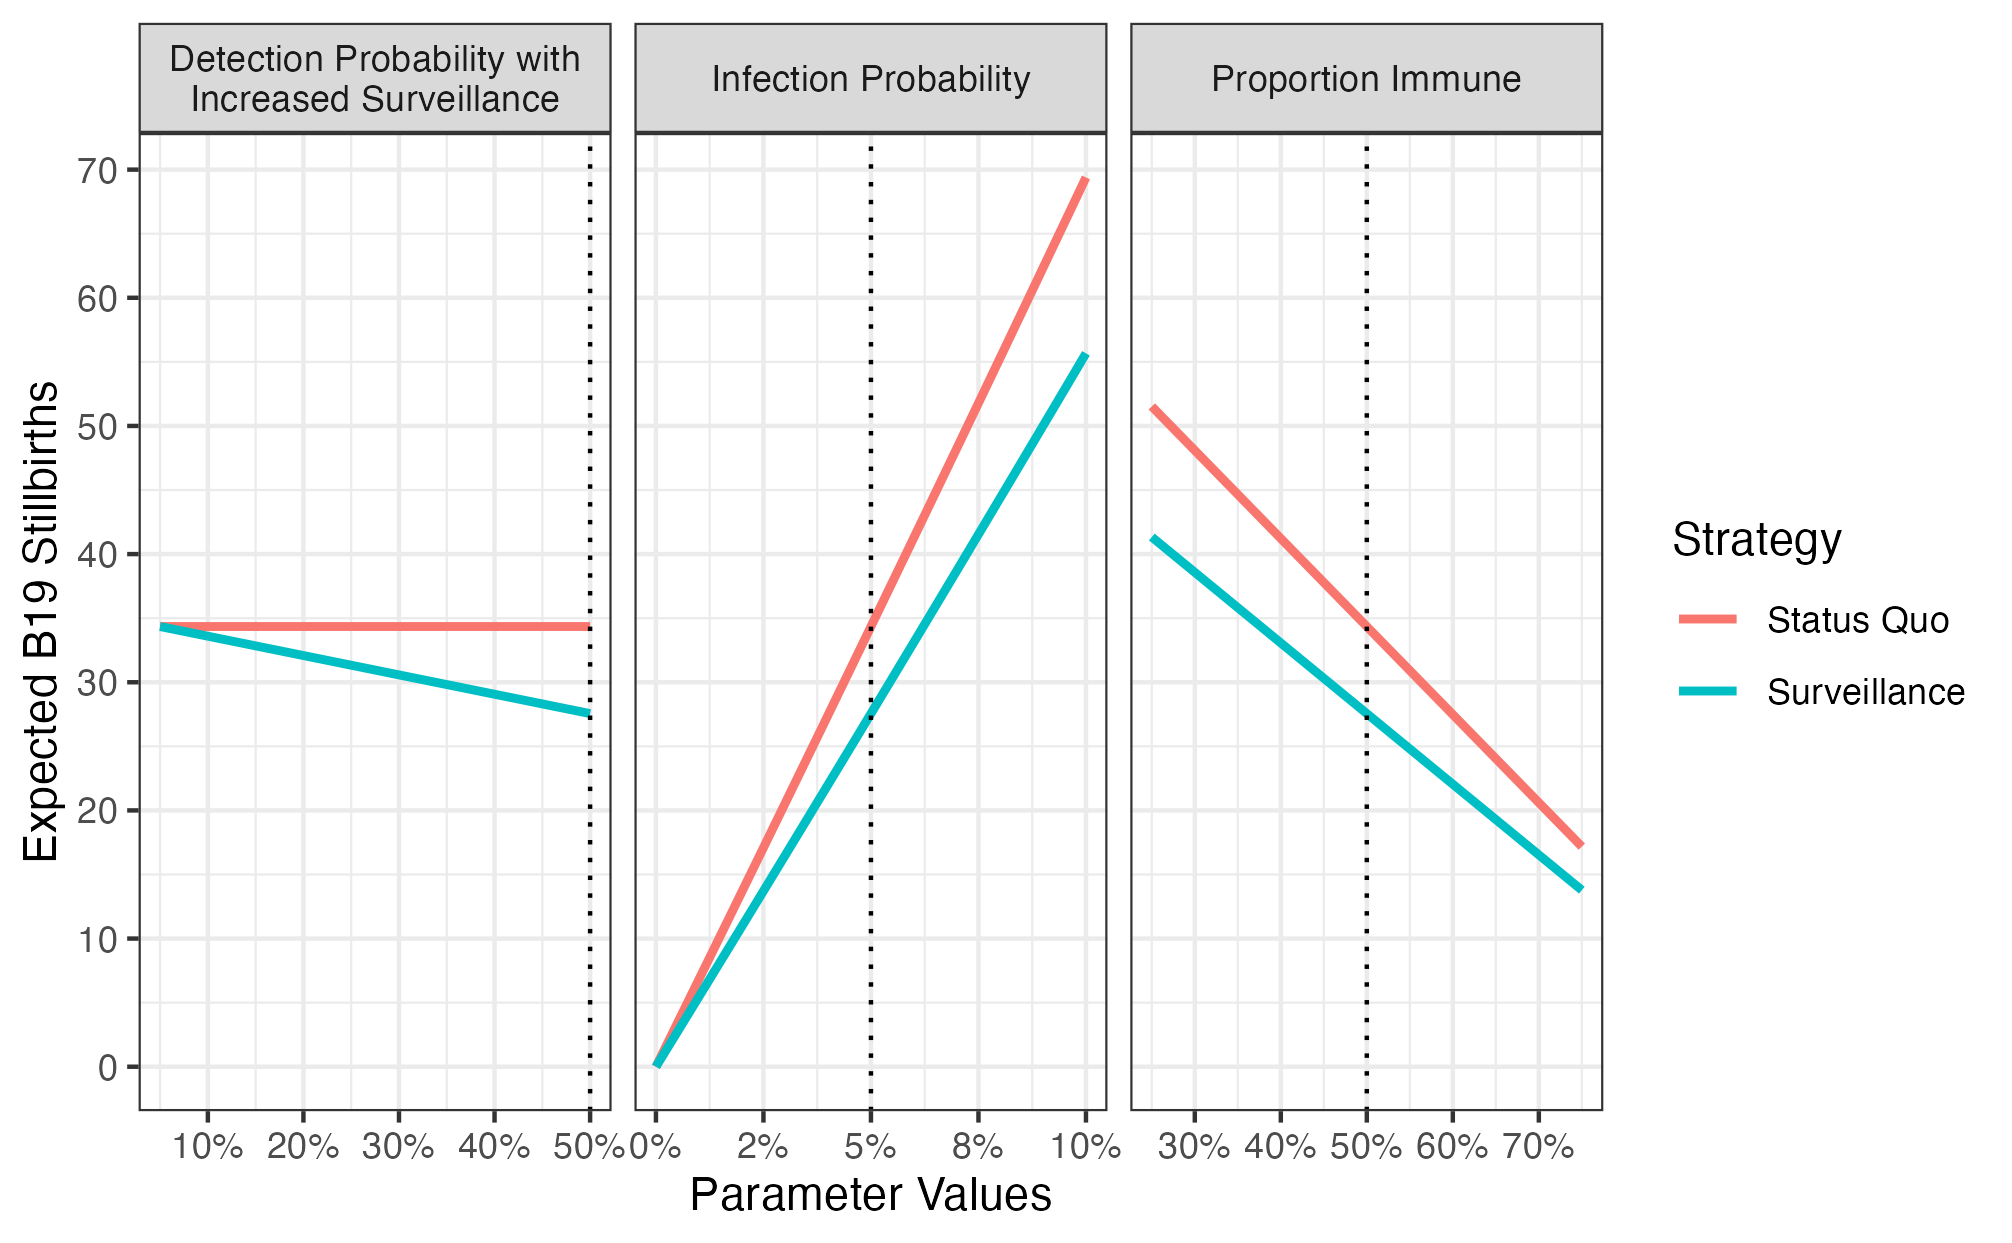 Detection Probability with
Increased Surveillance
Infection Probability
Proportion Immune
Expected B19 Stillbirths
70
60
50
40
30
20
10
0
10% 20% 30% 40% 50%
0% 2% 5% 8% 10%
30% 40% 50% 60% 70%
Parameter Values
Strategy
Status Quo
Surveillance